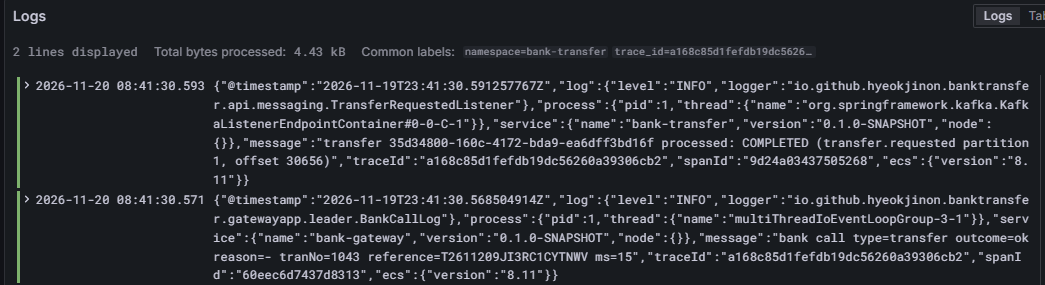 Logs
Logs Tab
2 lines displayed Total bytes processed: 4.43 kB Common labels: namespace=bank-transfer trace_id=a168c85d1fefdb19dc5626…
2026-11-20 08:41:30.593 {"@timestamp":"2026-11-19T23:41:30.591257767Z","log":{"level":"INFO","logger":"io.github.hyeokjinon.banktransfe
r.api.messaging.TransferRequestedListener"},"process":{"pid":1,"thread":{"name":"org.springframework.kafka.Kafk
aListenerEndpointContainer#0-0-C-1"}},"service":{"name":"bank-transfer","version":"0.1.0-SNAPSHOT","node":
{}},"message":"transfer 35d34800-160c-4172-bda9-ea6dff3bd16f processed: COMPLETED (transfer.requested partition
1, offset 30656)","traceId":"a168c85d1fefdb19dc56260a39306cb2","spanId":"9d24a03437505268","ecs":{"version":"8.
11"}}
2026-11-20 08:41:30.571 {"@timestamp":"2026-11-19T23:41:30.568504914Z","log":{"level":"INFO","logger":"io.github.hyeokjinon.banktransfe
r.gatewayapp.leader.BankCallLog"},"process":{"pid":1,"thread":{"name":"multiThreadIoEventLoopGroup-3-1"}},"serv
ice":{"name":"bank-gateway","version":"0.1.0-SNAPSHOT","node":{}},"message":"bank call type=transfer outcome=ok
reason=- tranNo=1043 reference=T2611209JI3RC1CYTNWV ms=15","traceId":"a168c85d1fefdb19dc56260a39306cb2","spanI
d":"60eec6d7437d8313","ecs":{"version":"8.11"}}